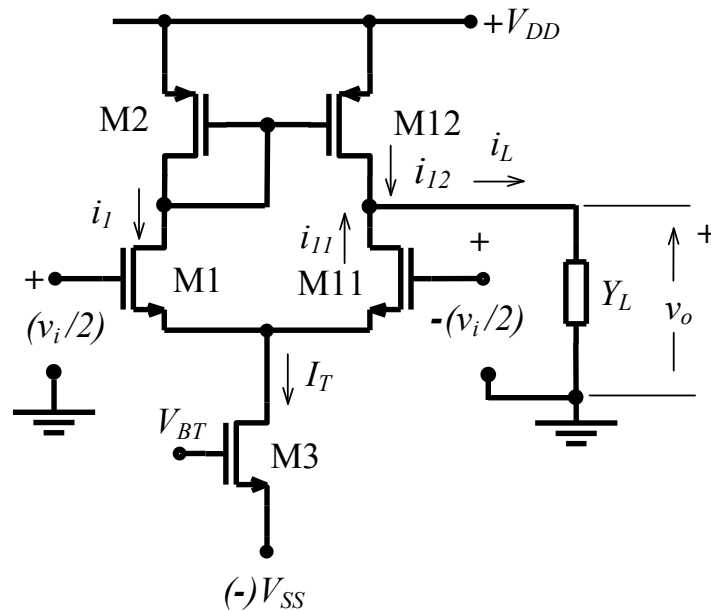 +V_DD
M2
M12
i_12
i_L
i_1
i_11
+
M1
M11
+
+
(v_i/2)
-(v_i/2)
Y_L
v_o
I_T
V_BT
M3
(-)V_SS